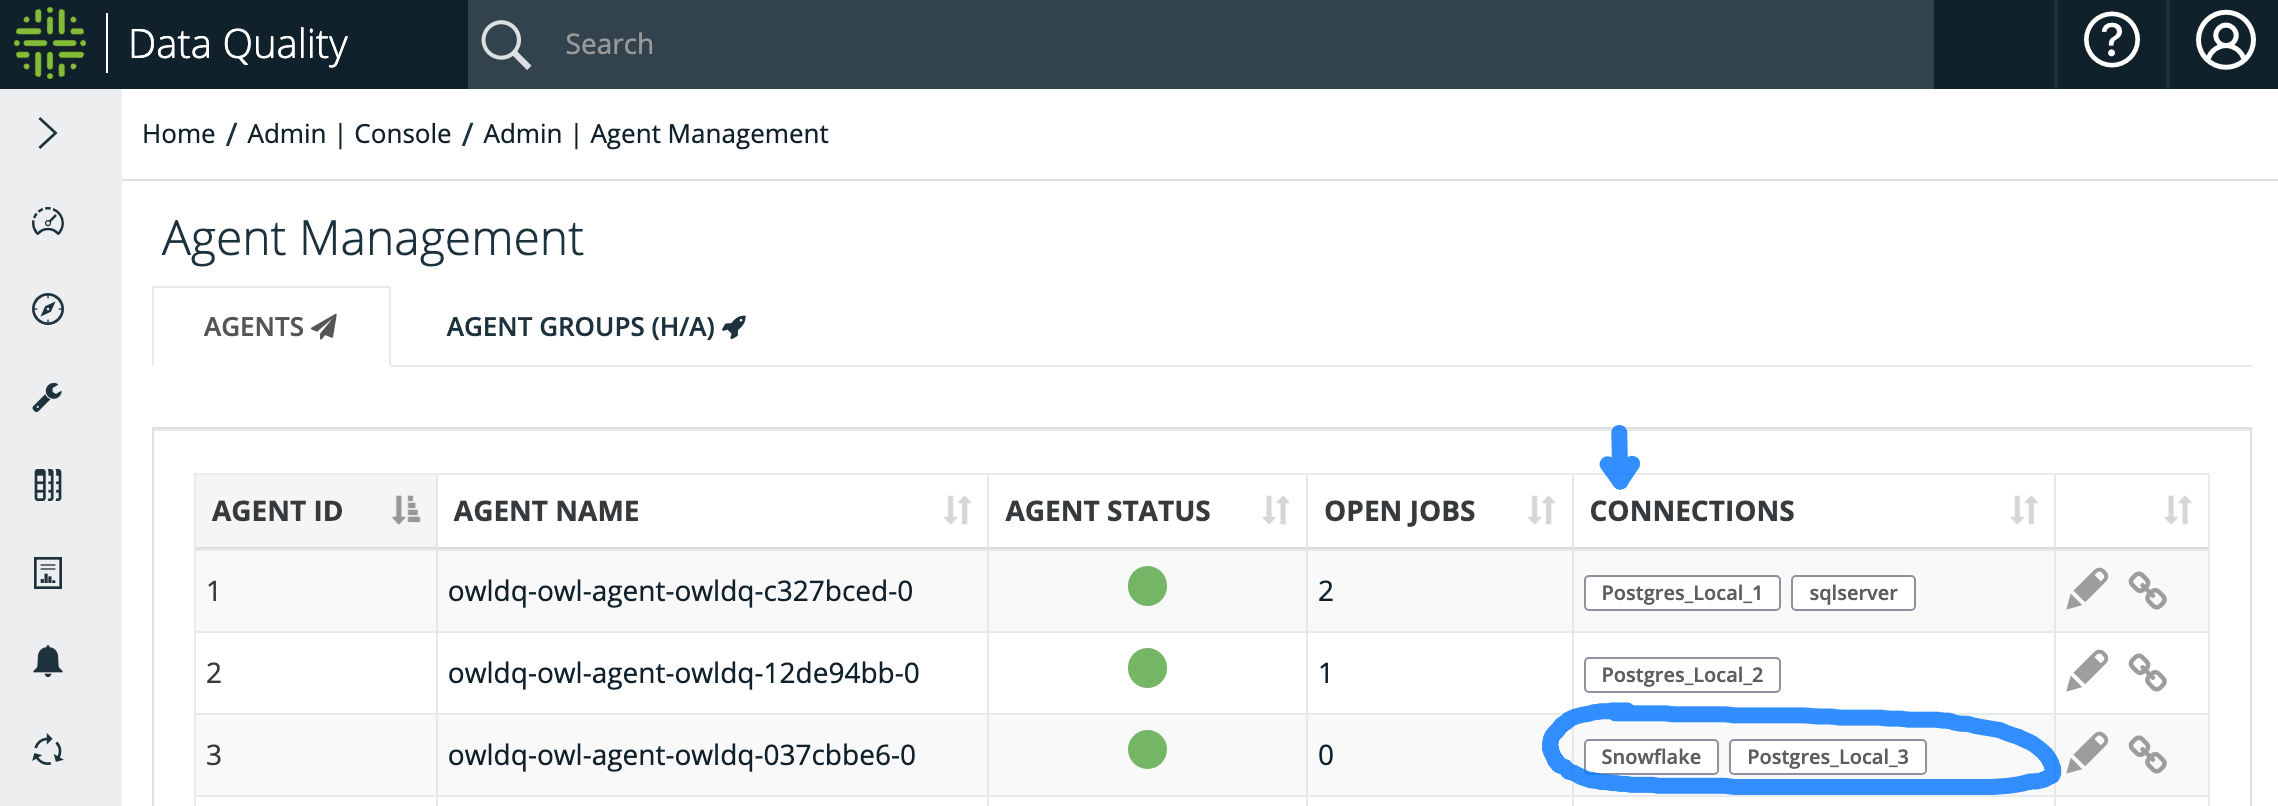 Data Quality Search
Home / Admin | Console / Admin | Agent Management
Agent Management
AGENTS AGENT GROUPS (H/A)
AGENT ID AGENT NAME AGENT STATUS OPEN JOBS CONNECTIONS
1 owldq-owl-agent-owldq-c327bced-0 2 Postgres_Local_1 sqlserver
2 owldq-owl-agent-owldq-12de94bb-0 1 Postgres_Local_2
3 owldq-owl-agent-owldq-037cbbe6-0 0 Snowflake Postgres_Local_3